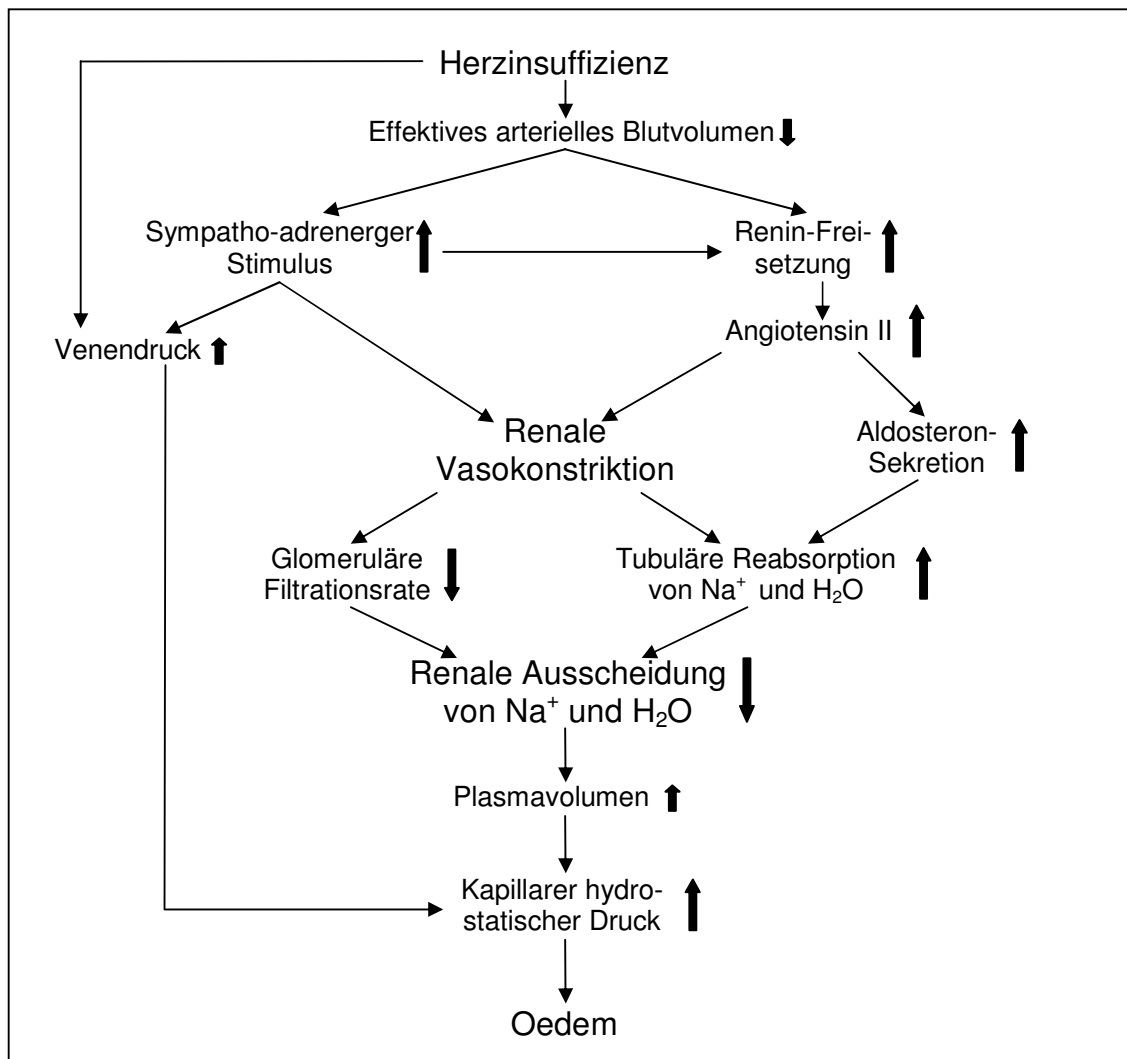 Herzinsuffizienz
Effektives arterielles Blutvolumen
Sympatho-adrenerger
Stimulus
Renin-Frei-
setzung
Angiotensin II
Venendruck
Renale
Vasokonstriktion
Aldosteron-
Sekretion
Glomeruläre
Filtrationsrate
Tubuläre Reabsorption
von Na⁺ und H₂O
Renale Ausscheidung
von Na⁺ und H₂O
Plasmavolumen
Kapillarer hydro-
statischer Druck
Oedem